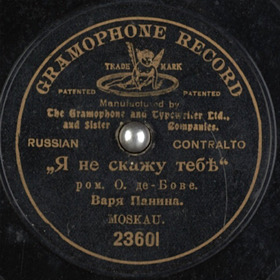 GRAMOPHONE RECORD
TRADE MARK
PATENTED PATENTED
Manufactured by
The Gramophone and Typewriter Ltd.,
and Sister Companies.
RUSSIAN CONTRALTO
„Я не скажу тебѣ“
ром. О. де-Бове.
Варя Панина.
MOSKAU.
23601